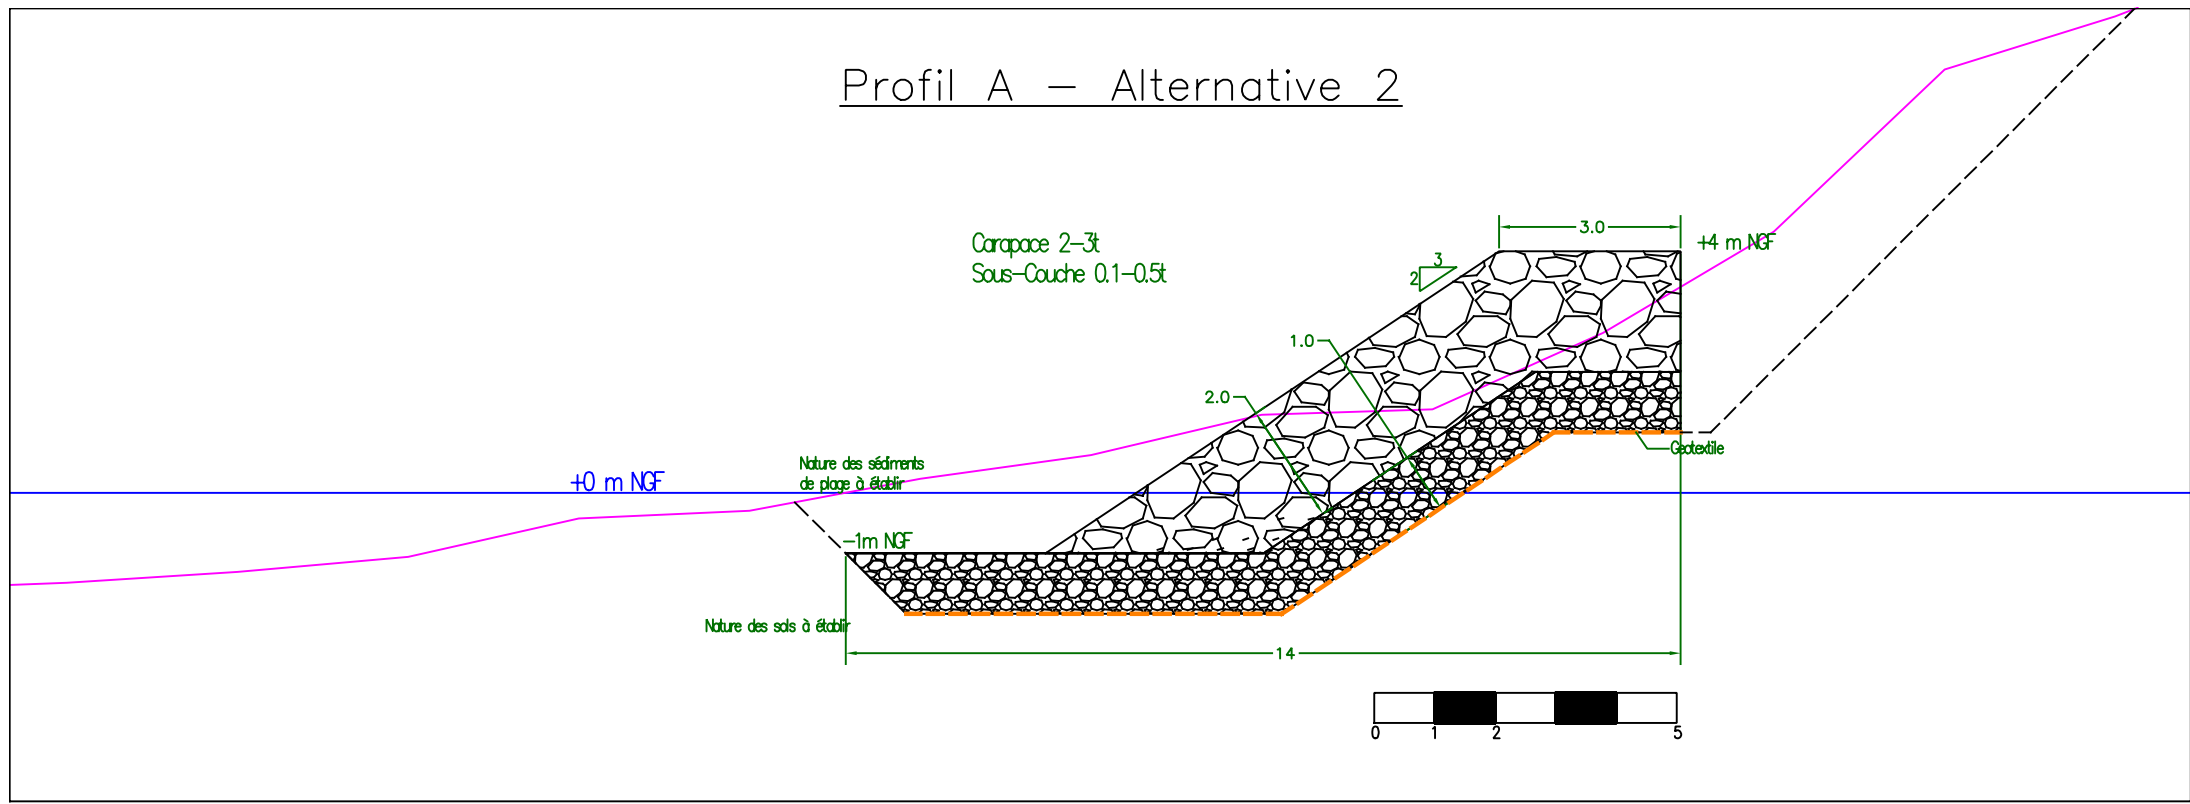 Profil A - Alternative 2
3.0
+4 m NGF
Carapace 2-3t
Sous-Couche 0.1-0.5t
3
2
1.0
2.0
Geotextile
Nature des sédiments
de plage à établir
+0 m NGF
-1m NGF
Nature des sols à établir
14
0 1 2 5